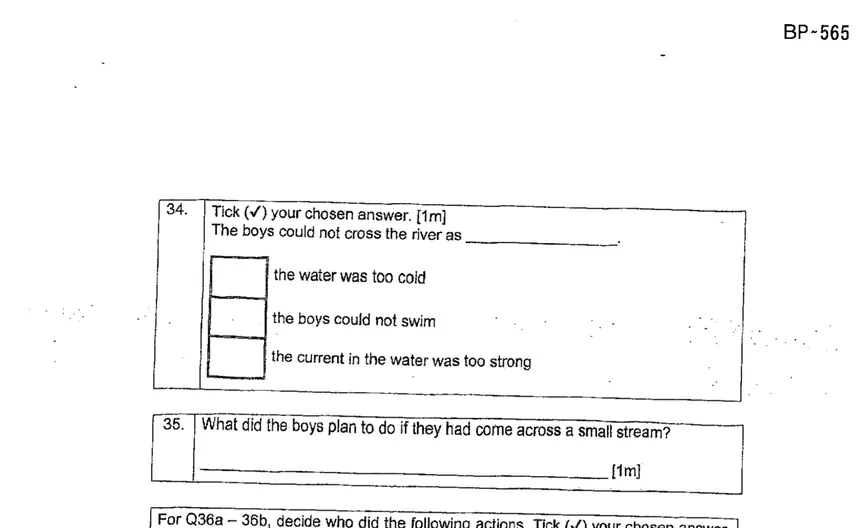 BP-565
34. Tick (✓) your chosen answer. [1m]
The boys could not cross the river as ____________________.
the water was too cold
the boys could not swim
the current in the water was too strong
35. What did the boys plan to do if they had come across a small stream?
____________________ [1m]
For Q36a – 36b, decide who did the following actions. Tick (✓) your chosen answer